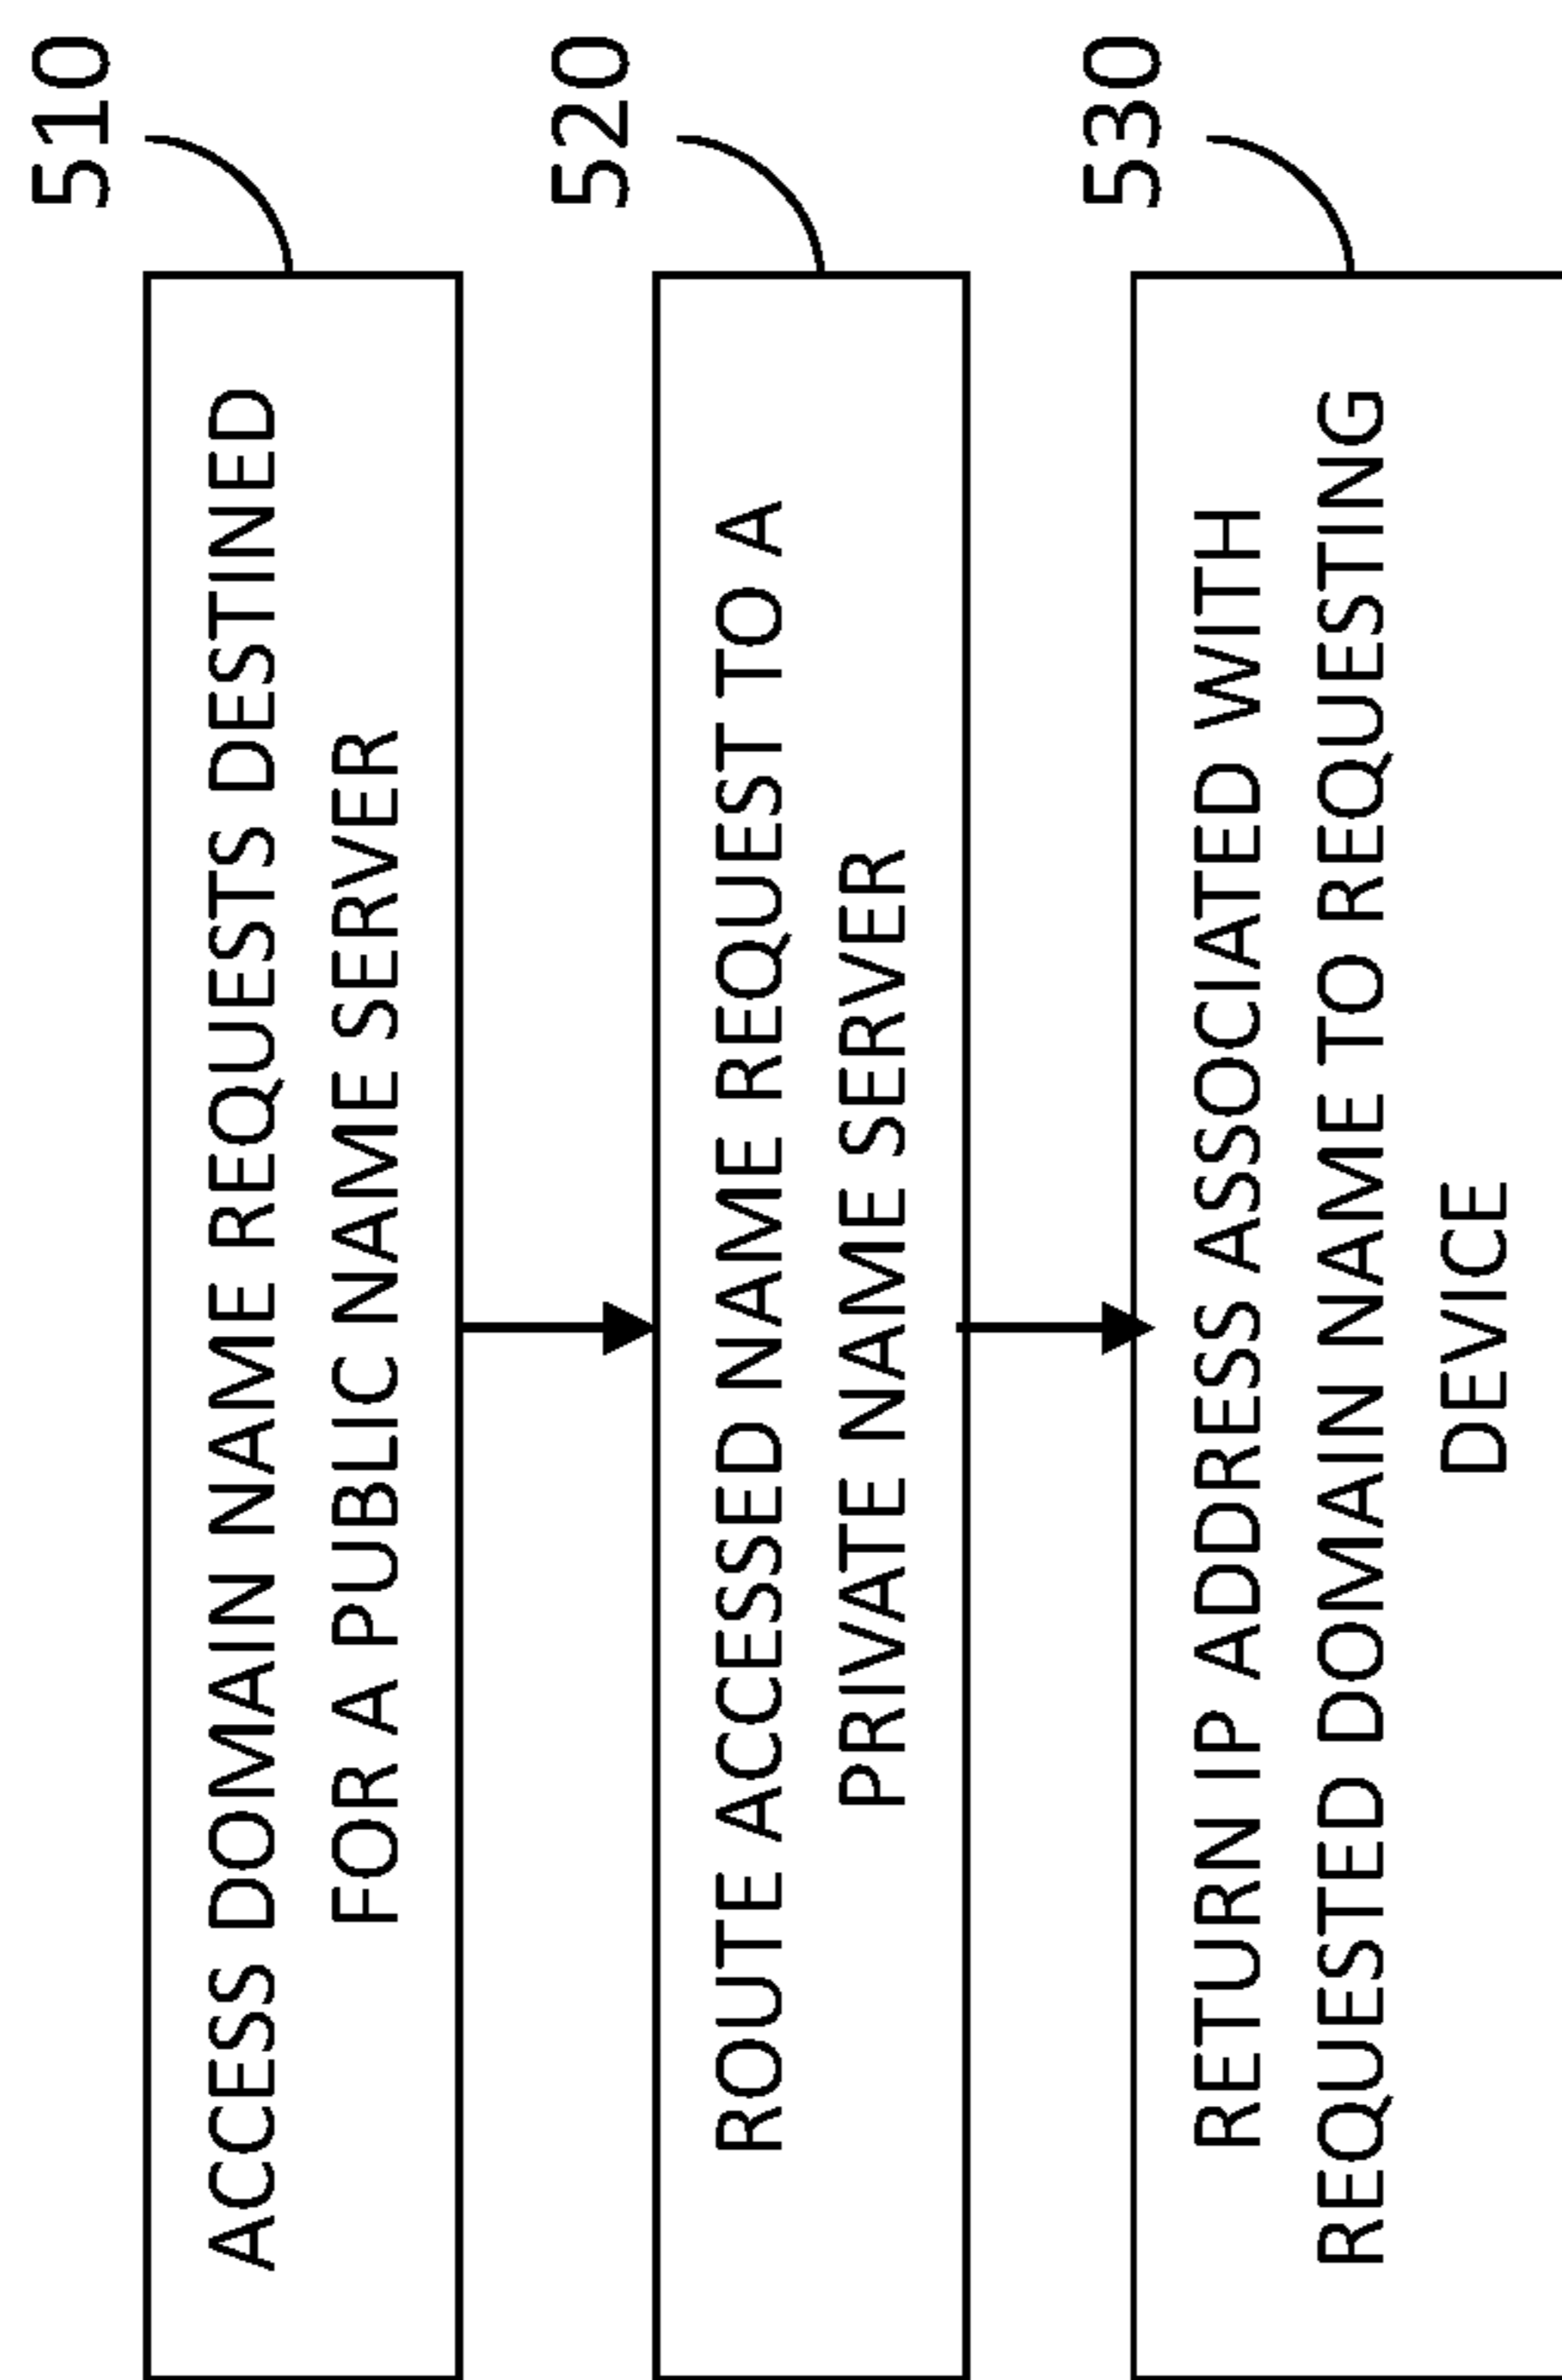 510
ACCESS DOMAIN NAME REQUESTS DESTINED
FOR A PUBLIC NAME SERVER
520
ROUTE ACCESSED NAME REQUEST TO A
PRIVATE NAME SERVER
530
RETURN IP ADDRESS ASSOCIATED WITH
REQUESTED DOMAIN NAME TO REQUESTING
DEVICE